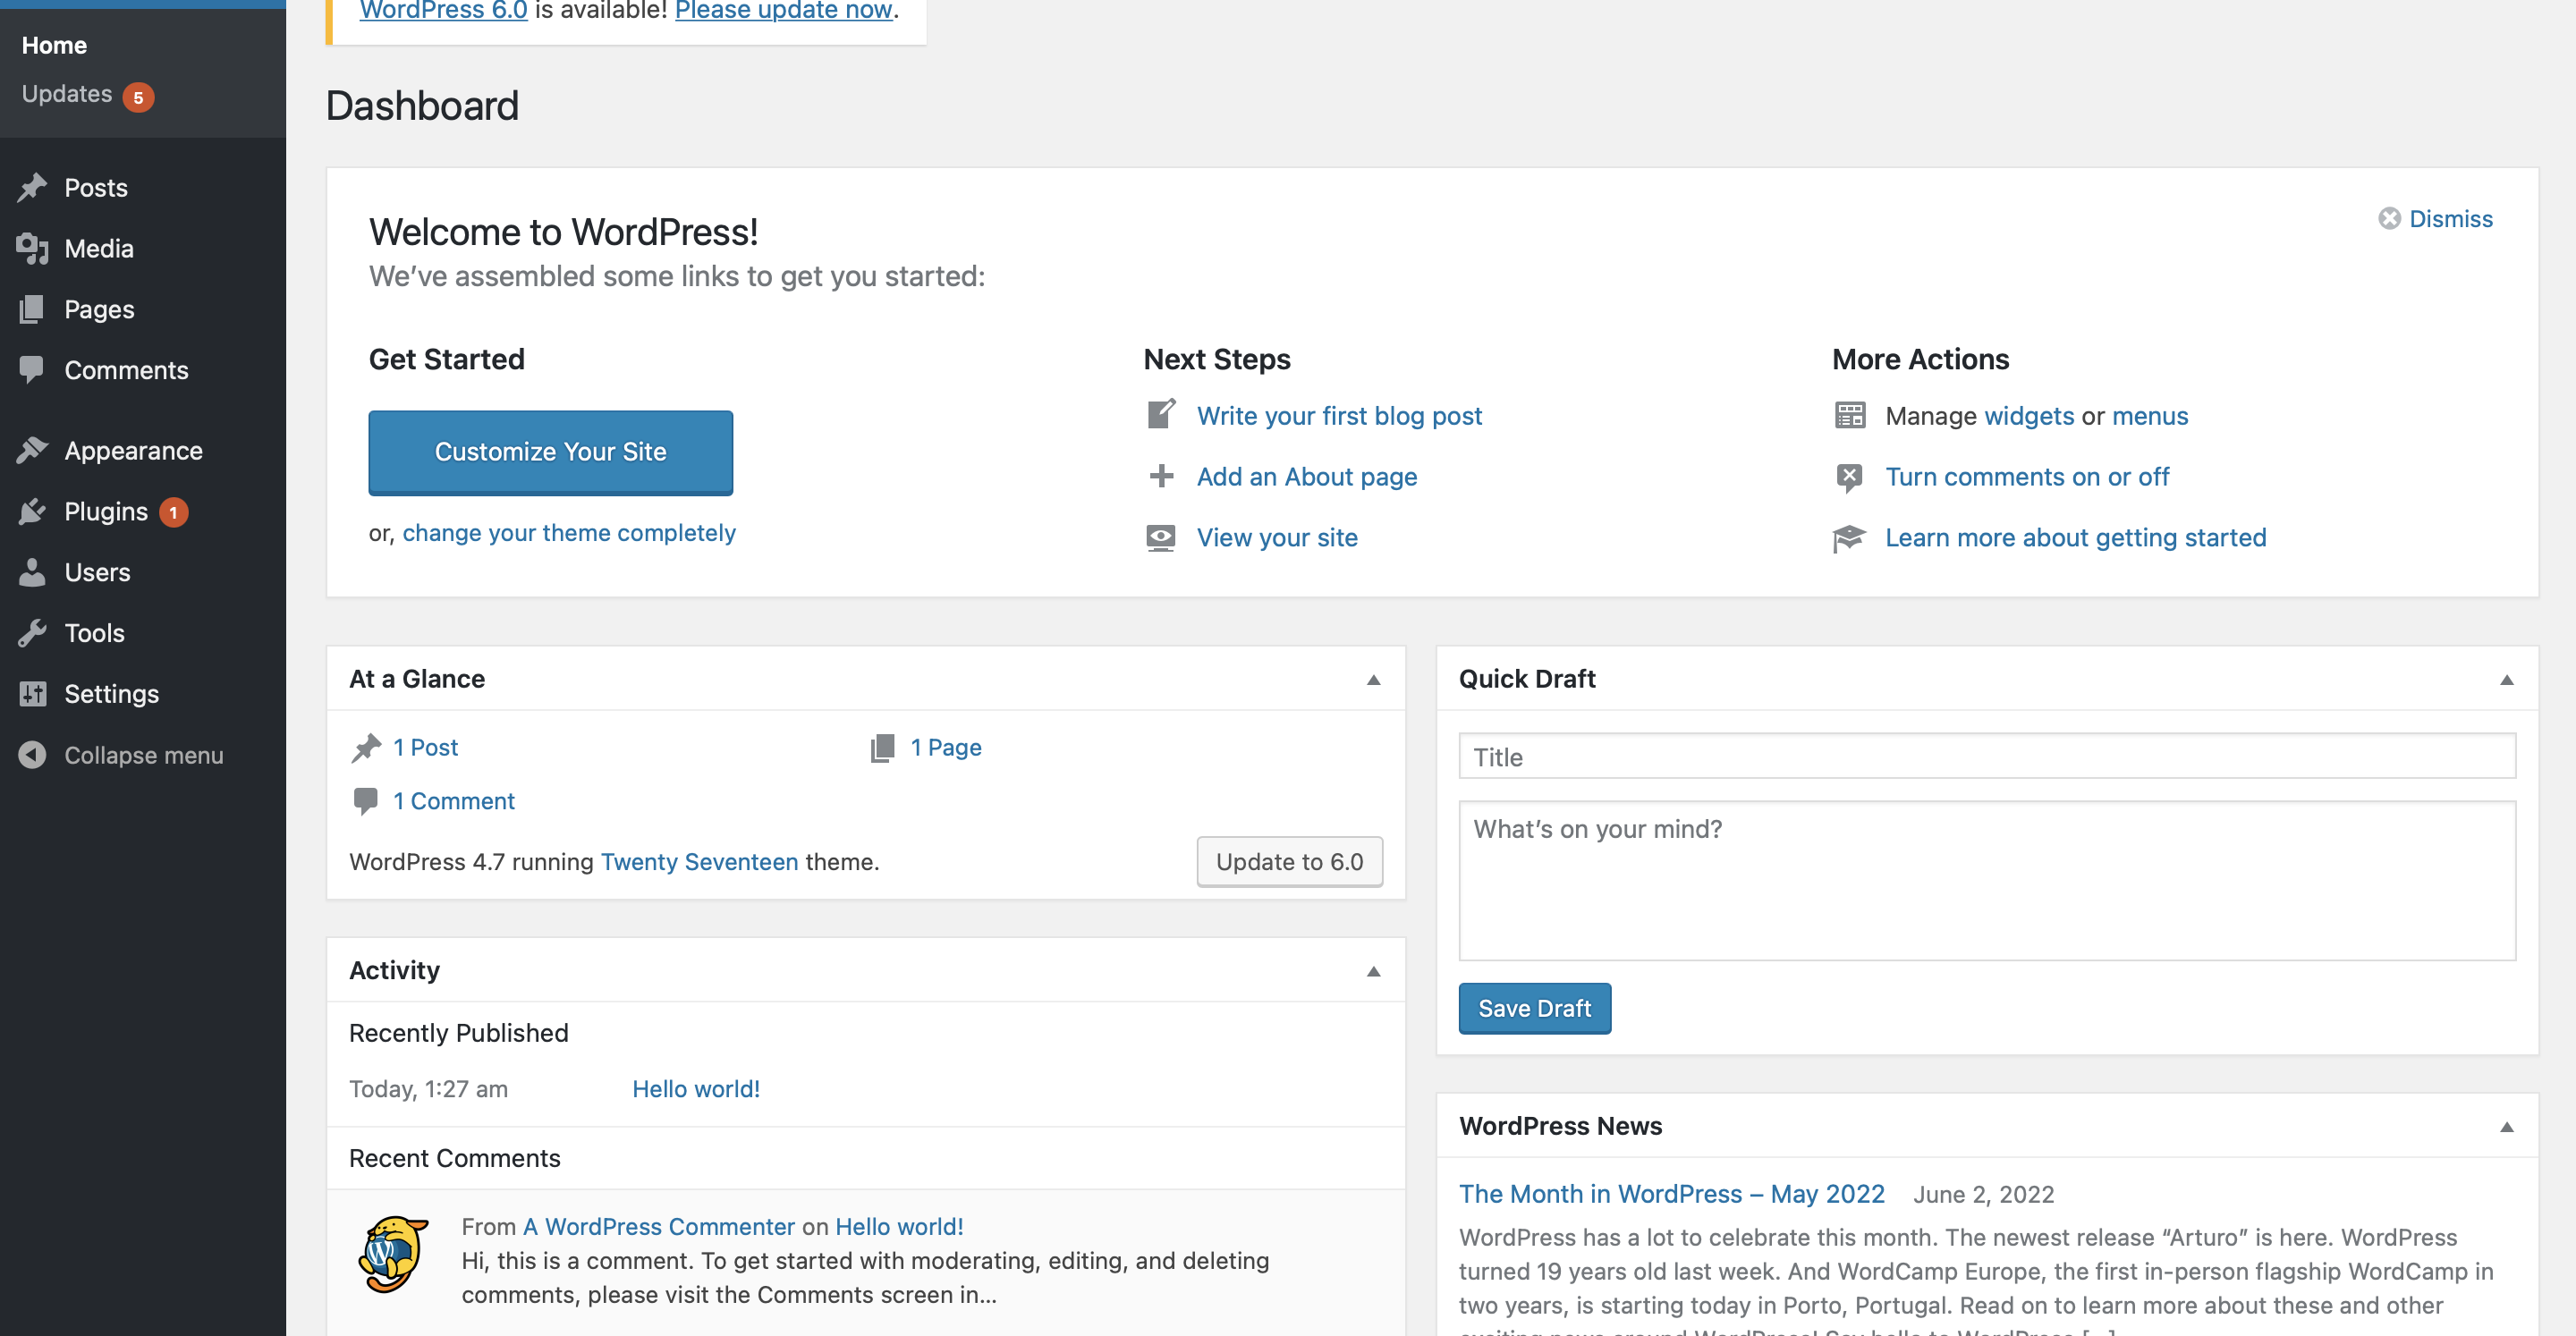 WordPress 6.0 is available! Please update now.
Home
Updates 5
Posts
Media
Pages
Comments
Appearance
Plugins 1
Users
Tools
Settings
Collapse menu
Dashboard
Welcome to WordPress!
We’ve assembled some links to get you started:
Dismiss
Get Started
Customize Your Site
or, change your theme completely
Next Steps
Write your first blog post
Add an About page
View your site
More Actions
Manage widgets or menus
Turn comments on or off
Learn more about getting started
At a Glance
1 Post
1 Page
1 Comment
WordPress 4.7 running Twenty Seventeen theme.
Update to 6.0
Activity
Recently Published
Today, 1:27 am
Hello world!
Recent Comments
From A WordPress Commenter on Hello world!
Hi, this is a comment. To get started with moderating, editing, and deleting
comments, please visit the Comments screen in…
Quick Draft
Title
What’s on your mind?
Save Draft
WordPress News
The Month in WordPress – May 2022 June 2, 2022
WordPress has a lot to celebrate this month. The newest release “Arturo” is here. WordPress
turned 19 years old last week. And WordCamp Europe, the first in-person flagship WordCamp in
two years, is starting today in Porto, Portugal. Read on to learn more about these and other
exciting news around WordPress! Say hello to WordPress […]